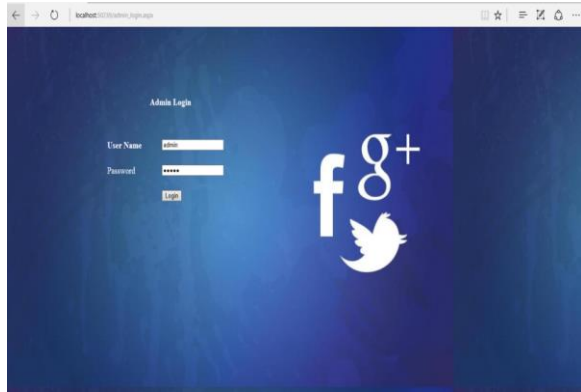 Admin Login
User Name admin
Password •••••
Login
g+
f